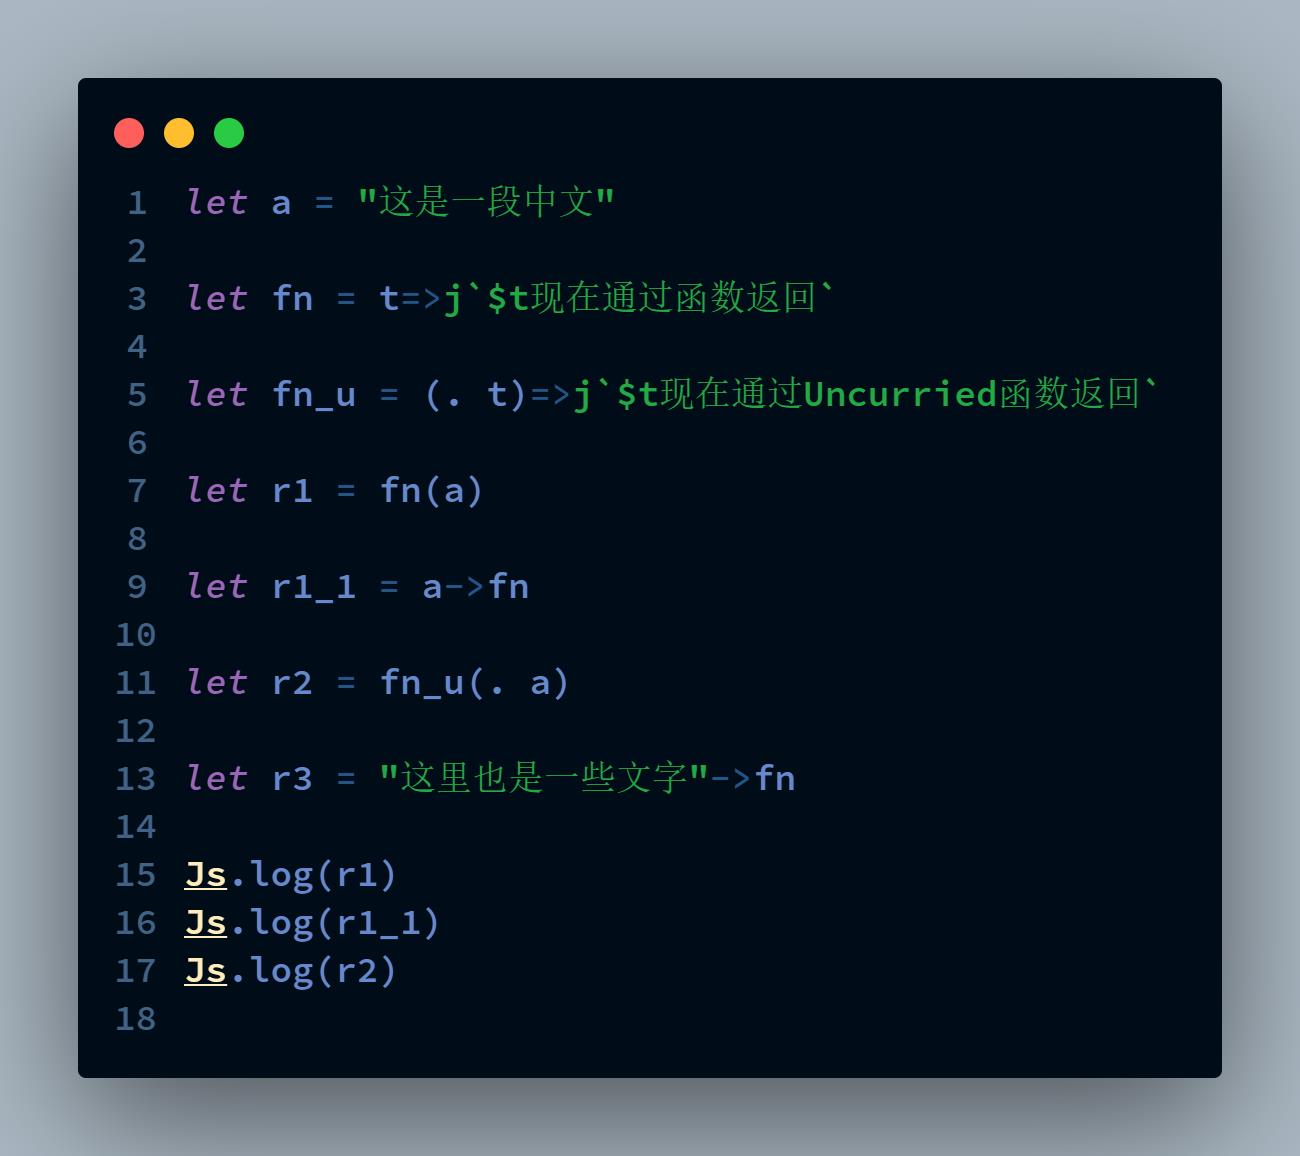 1 let a = "这是一段中文"
2
3 let fn = t=>j`$t现在通过函数返回`
4
5 let fn_u = (. t)=>j`$t现在通过Uncurried函数返回`
6
7 let r1 = fn(a)
8
9 let r1_1 = a->fn
10
11 let r2 = fn_u(. a)
12
13 let r3 = "这里也是一些文字"->fn
14
15 Js.log(r1)
16 Js.log(r1_1)
17 Js.log(r2)
18